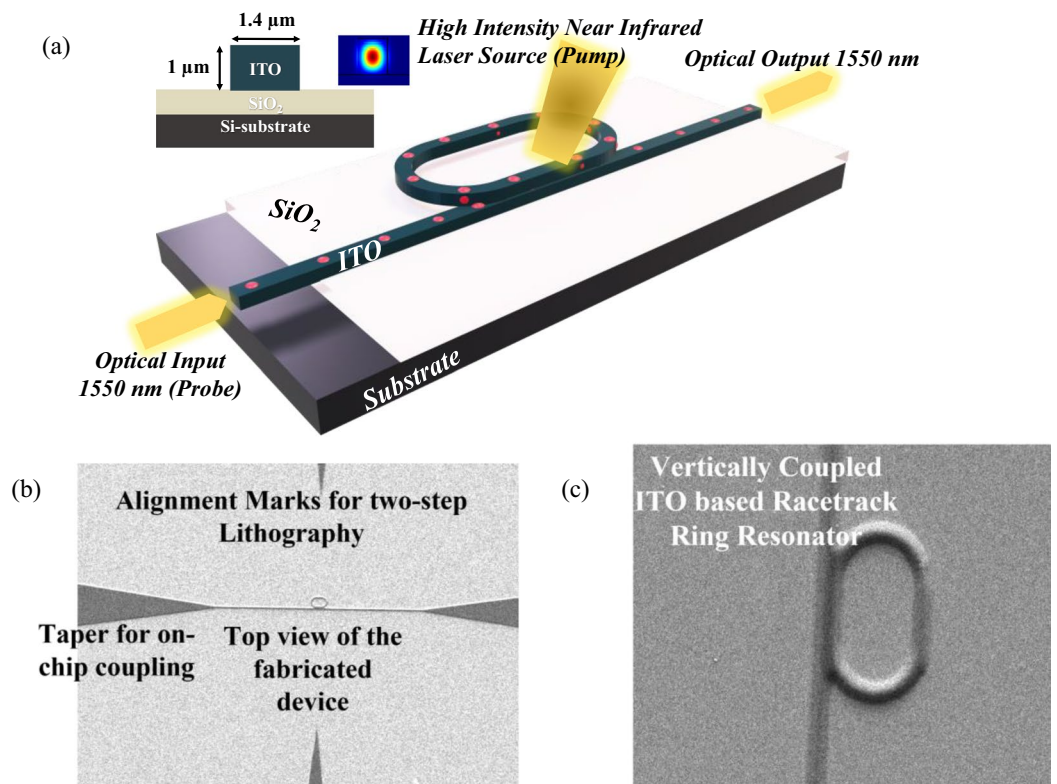 (a)
1.4 µm
1 µm
ITO
SiO₂
Si-substrate
High Intensity Near Infrared
Laser Source (Pump)
Optical Output 1550 nm
SiO₂
ITO
Optical Input
1550 nm (Probe)
Substrate
(b)
Alignment Marks for two-step
Lithography
Taper for on-
chip coupling
Top view of the
fabricated
device
(c)
Vertically Coupled
ITO based Racetrack
Ring Resonator